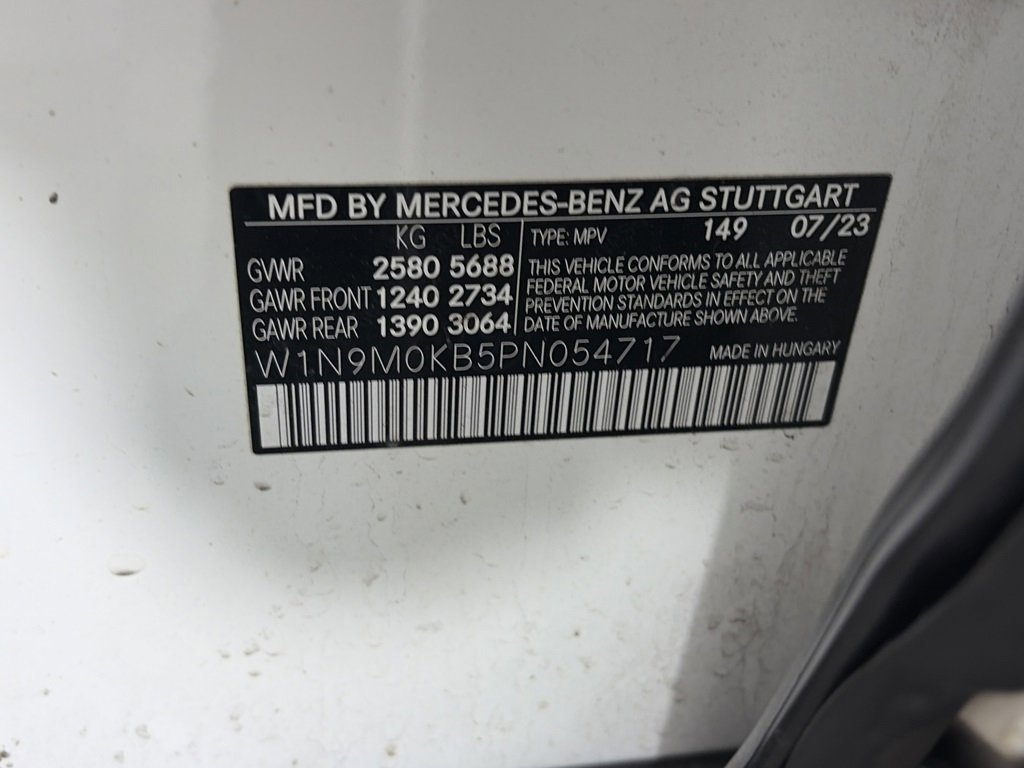 MFD BY MERCEDES-BENZ AG STUTTGART
KG LBS
GVWR 2580 5688
GAWR FRONT 1240 2734
GAWR REAR 1390 3064
TYPE: MPV 149 07/23
THIS VEHICLE CONFORMS TO ALL APPLICABLE
FEDERAL MOTOR VEHICLE SAFETY AND THEFT
PREVENTION STANDARDS IN EFFECT ON THE
DATE OF MANUFACTURE SHOWN ABOVE.
W1N9M0KB5PN054717 MADE IN HUNGARY